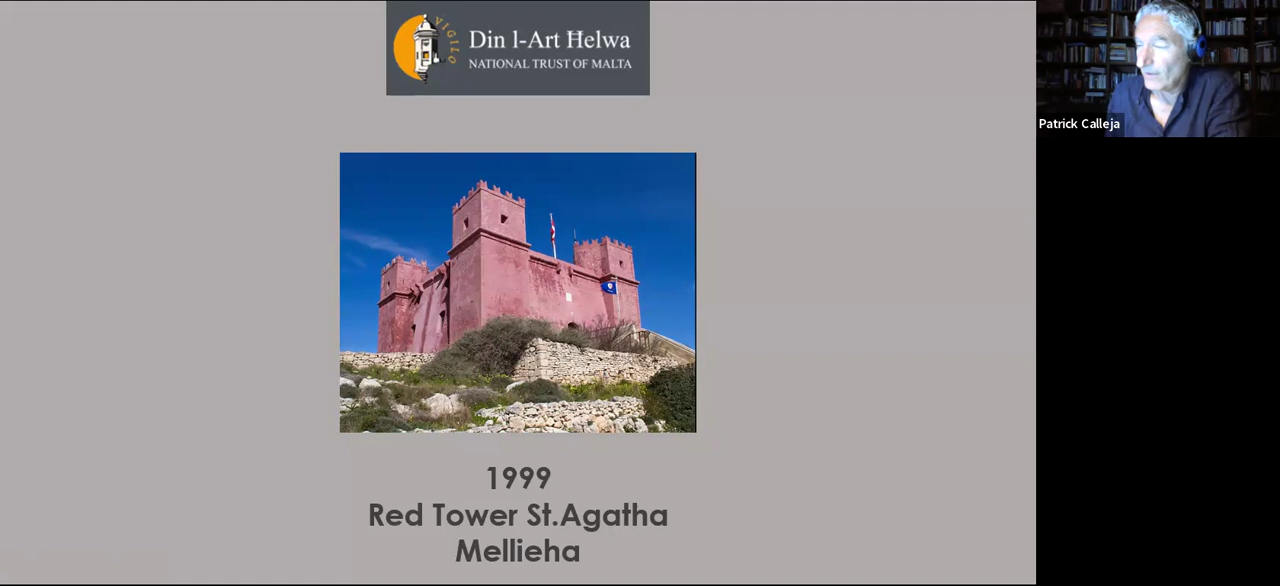 VIGILO
Din l-Art Helwa
NATIONAL TRUST OF MALTA
Patrick Calleja
1999
Red Tower St.Agatha
Mellieha